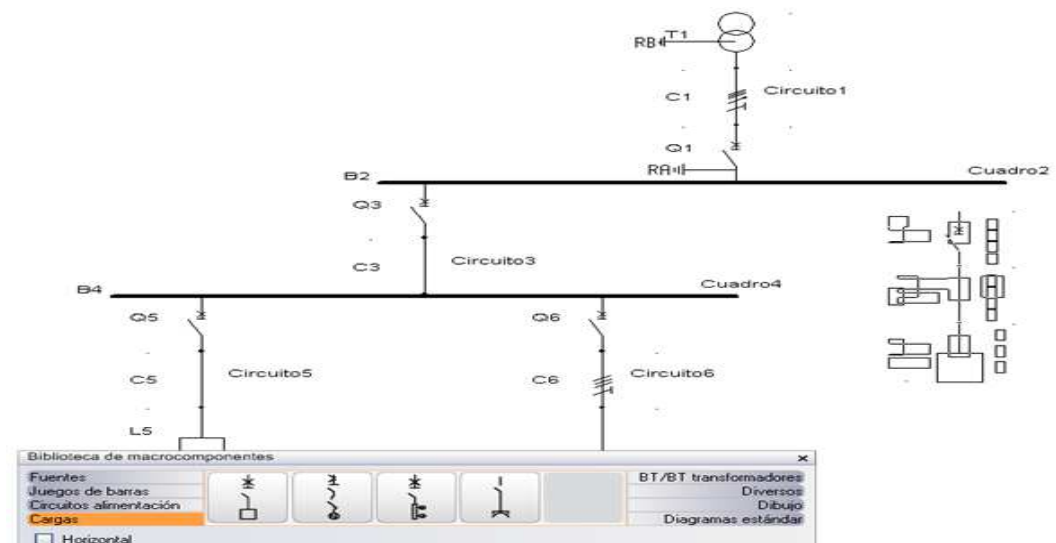 RB T1
C1 Circuito1
Q1
RA
B2 Cuadro2
Q3
C3 Circuito3
B4 Cuadro4
Q5 Q6
C5 Circuito5 C6 Circuito6
L5
Biblioteca de macrocomponentes
Fuentes BT/BT transformadores
Juegos de barras Diversos
Circuitos alimentación Dibujo
Cargas Diagramas estándar
Horizontal